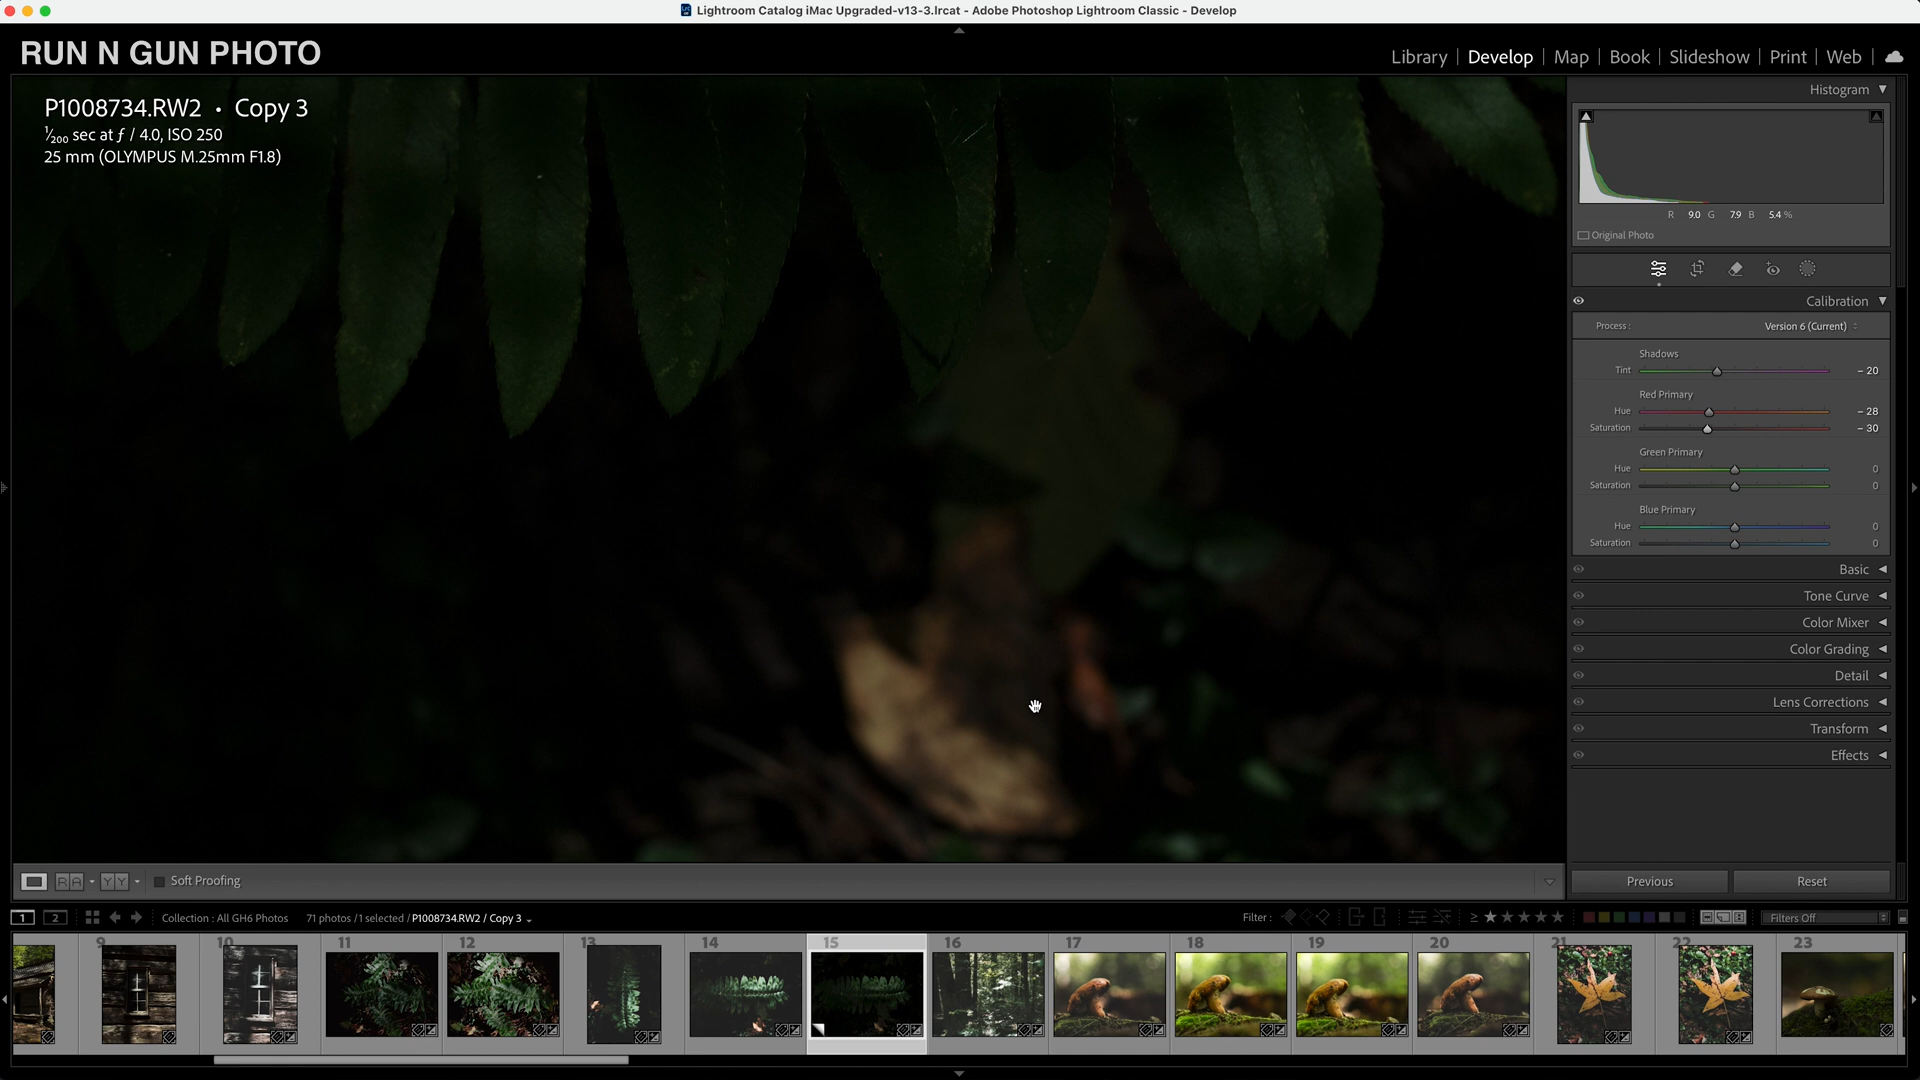 Lightroom Catalog iMac Upgraded-v13-3.lrcat - Adobe Photoshop Lightroom Classic - Develop
RUN N GUN PHOTO
Library | Develop | Map | Book | Slideshow | Print | Web
P1008734.RW2 • Copy 3
1/200 sec at ƒ / 4.0, ISO 250
25 mm (OLYMPUS M.25mm F1.8)
Histogram
R 9.0 G 7.9 B 5.4 %
Original Photo
Calibration
Process : Version 6 (Current)
Shadows
Tint – 20
Red Primary
Hue – 28
Saturation – 30
Green Primary
Hue 0
Saturation 0
Blue Primary
Hue 0
Saturation 0
Basic
Tone Curve
Color Mixer
Color Grading
Detail
Lens Corrections
Transform
Effects
Previous Reset
R A Y Y Soft Proofing
1 2 Collection : All GH6 Photos 71 photos / 1 selected / P1008734.RW2 / Copy 3 Filter : ≥ ★★★★★ Filters Off
9 10 11 12 13 14 15 16 17 18 19 20 21 22 23